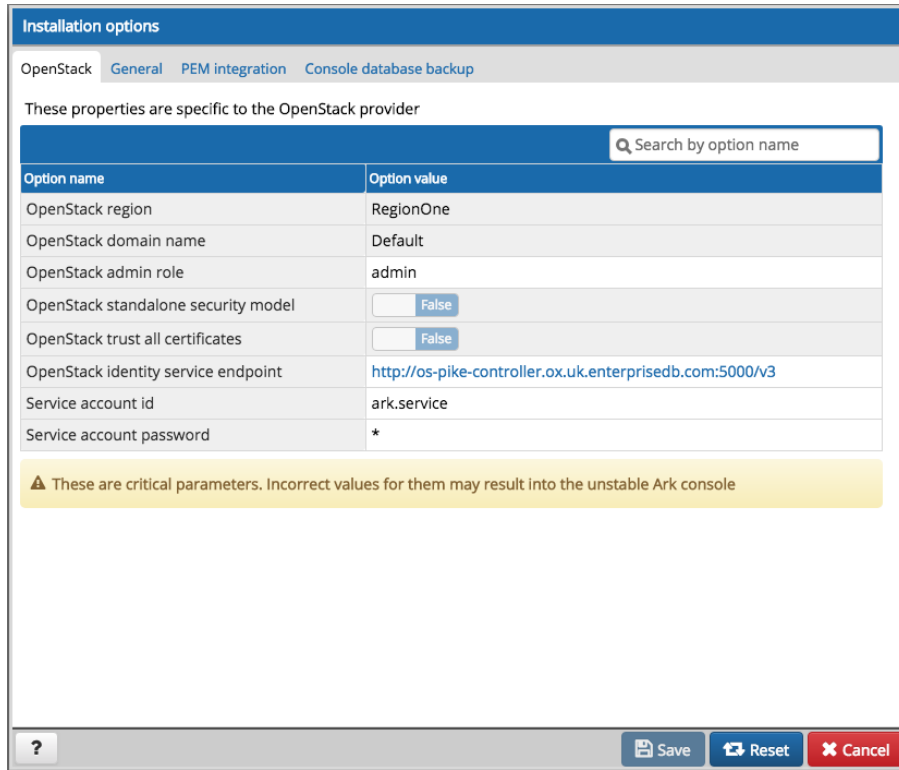 Installation options
OpenStack General PEM integration Console database backup
These properties are specific to the OpenStack provider
Search by option name
Option name Option value
OpenStack region RegionOne
OpenStack domain name Default
OpenStack admin role admin
OpenStack standalone security model False
OpenStack trust all certificates False
OpenStack identity service endpoint http://os-pike-controller.ox.uk.enterprisedb.com:5000/v3
Service account id ark.service
Service account password *
These are critical parameters. Incorrect values for them may result into the unstable Ark console
? Save Reset Cancel